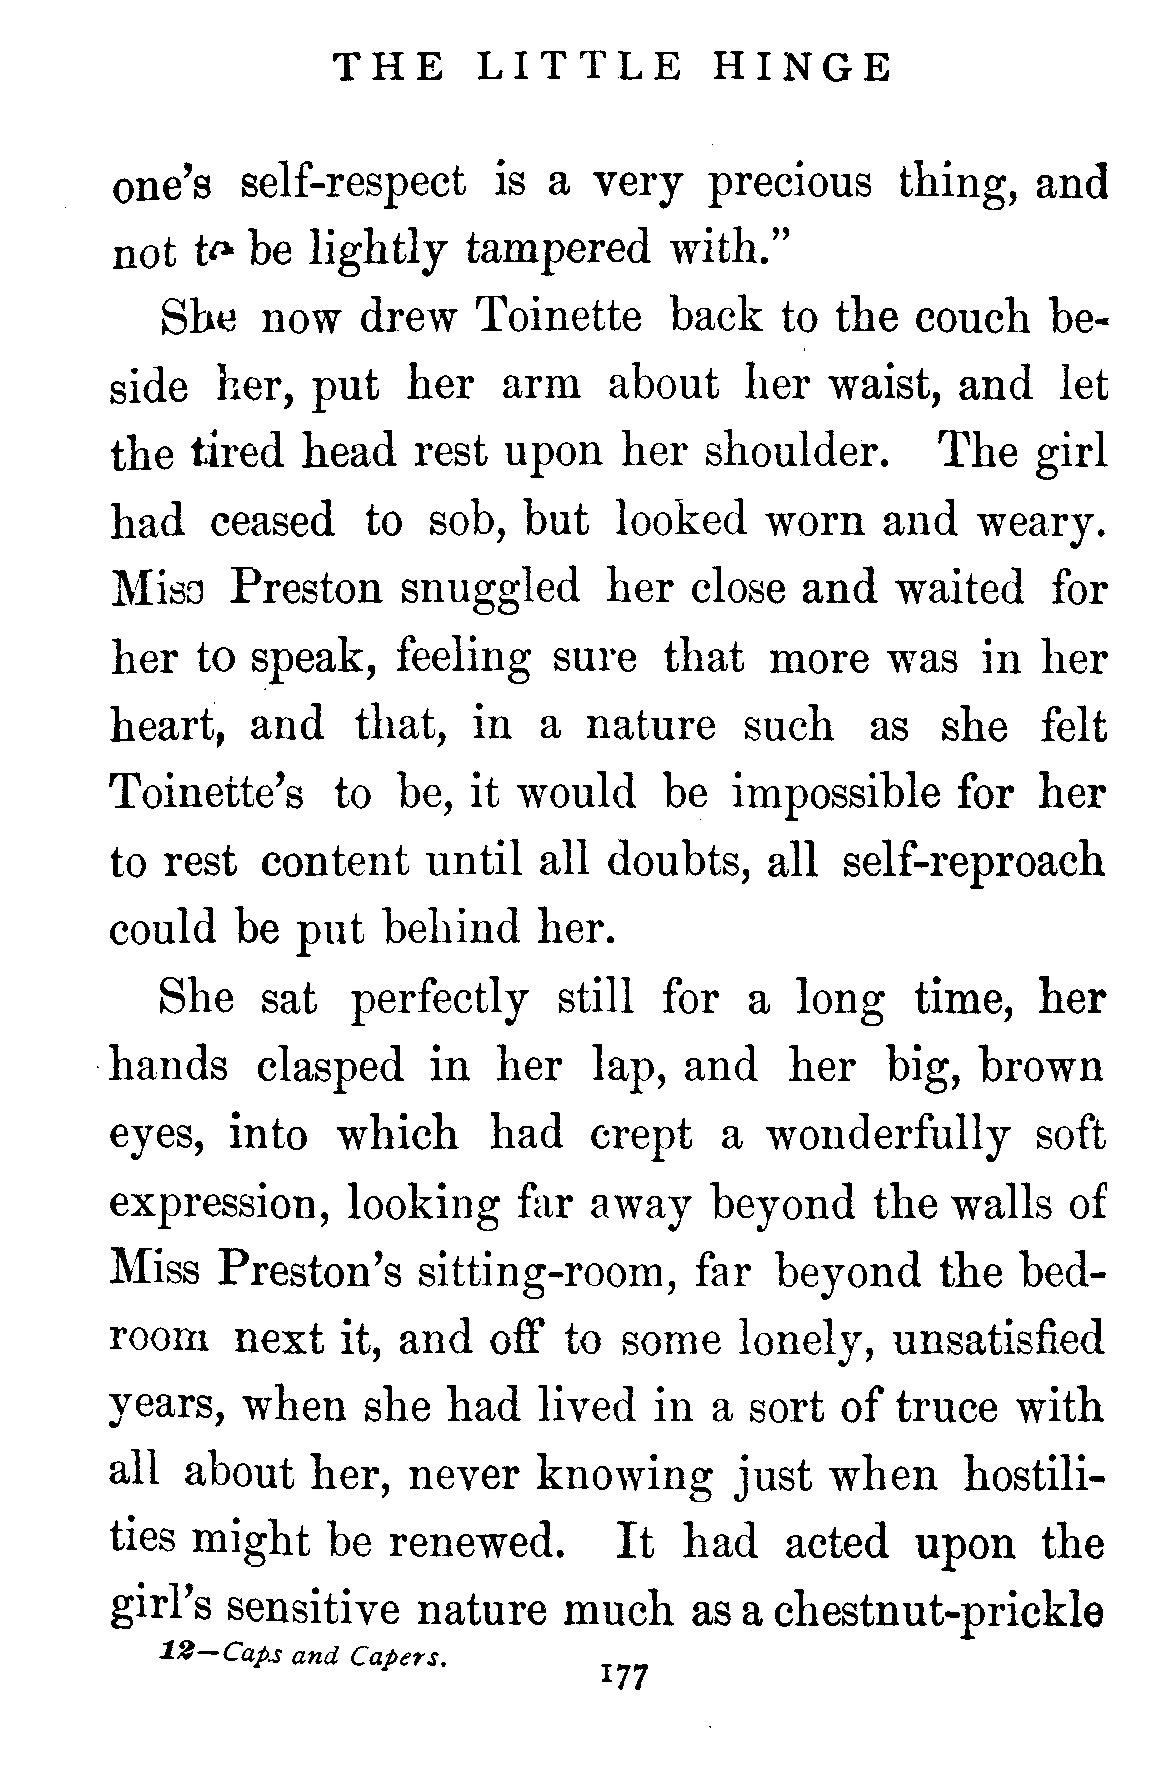 THE LITTLE HINGE
one's self-respect is a very precious thing, and
not to be lightly tampered with."
She now drew Toinette back to the couch be-
side her, put her arm about her waist, and let
the tired head rest upon her shoulder. The girl
had ceased to sob, but looked worn and weary.
Miss Preston snuggled her close and waited for
her to speak, feeling sure that more was in her
heart, and that, in a nature such as she felt
Toinette's to be, it would be impossible for her
to rest content until all doubts, all self-reproach
could be put behind her.
She sat perfectly still for a long time, her
hands clasped in her lap, and her big, brown
eyes, into which had crept a wonderfully soft
expression, looking far away beyond the walls of
Miss Preston's sitting-room, far beyond the bed-
room next it, and off to some lonely, unsatisfied
years, when she had lived in a sort of truce with
all about her, never knowing just when hostili-
ties might be renewed. It had acted upon the
girl's sensitive nature much as a chestnut-prickle
12—Caps and Capers.
177